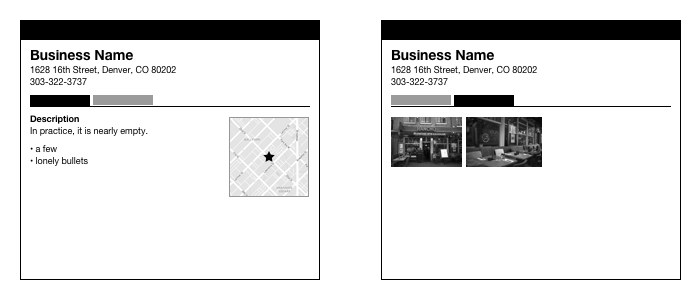 Business Name
1628 16th Street, Denver, CO 80202
303-322-3737
Description
In practice, it is nearly empty.
• a few
• lonely bullets
Business Name
1628 16th Street, Denver, CO 80202
303-322-3737